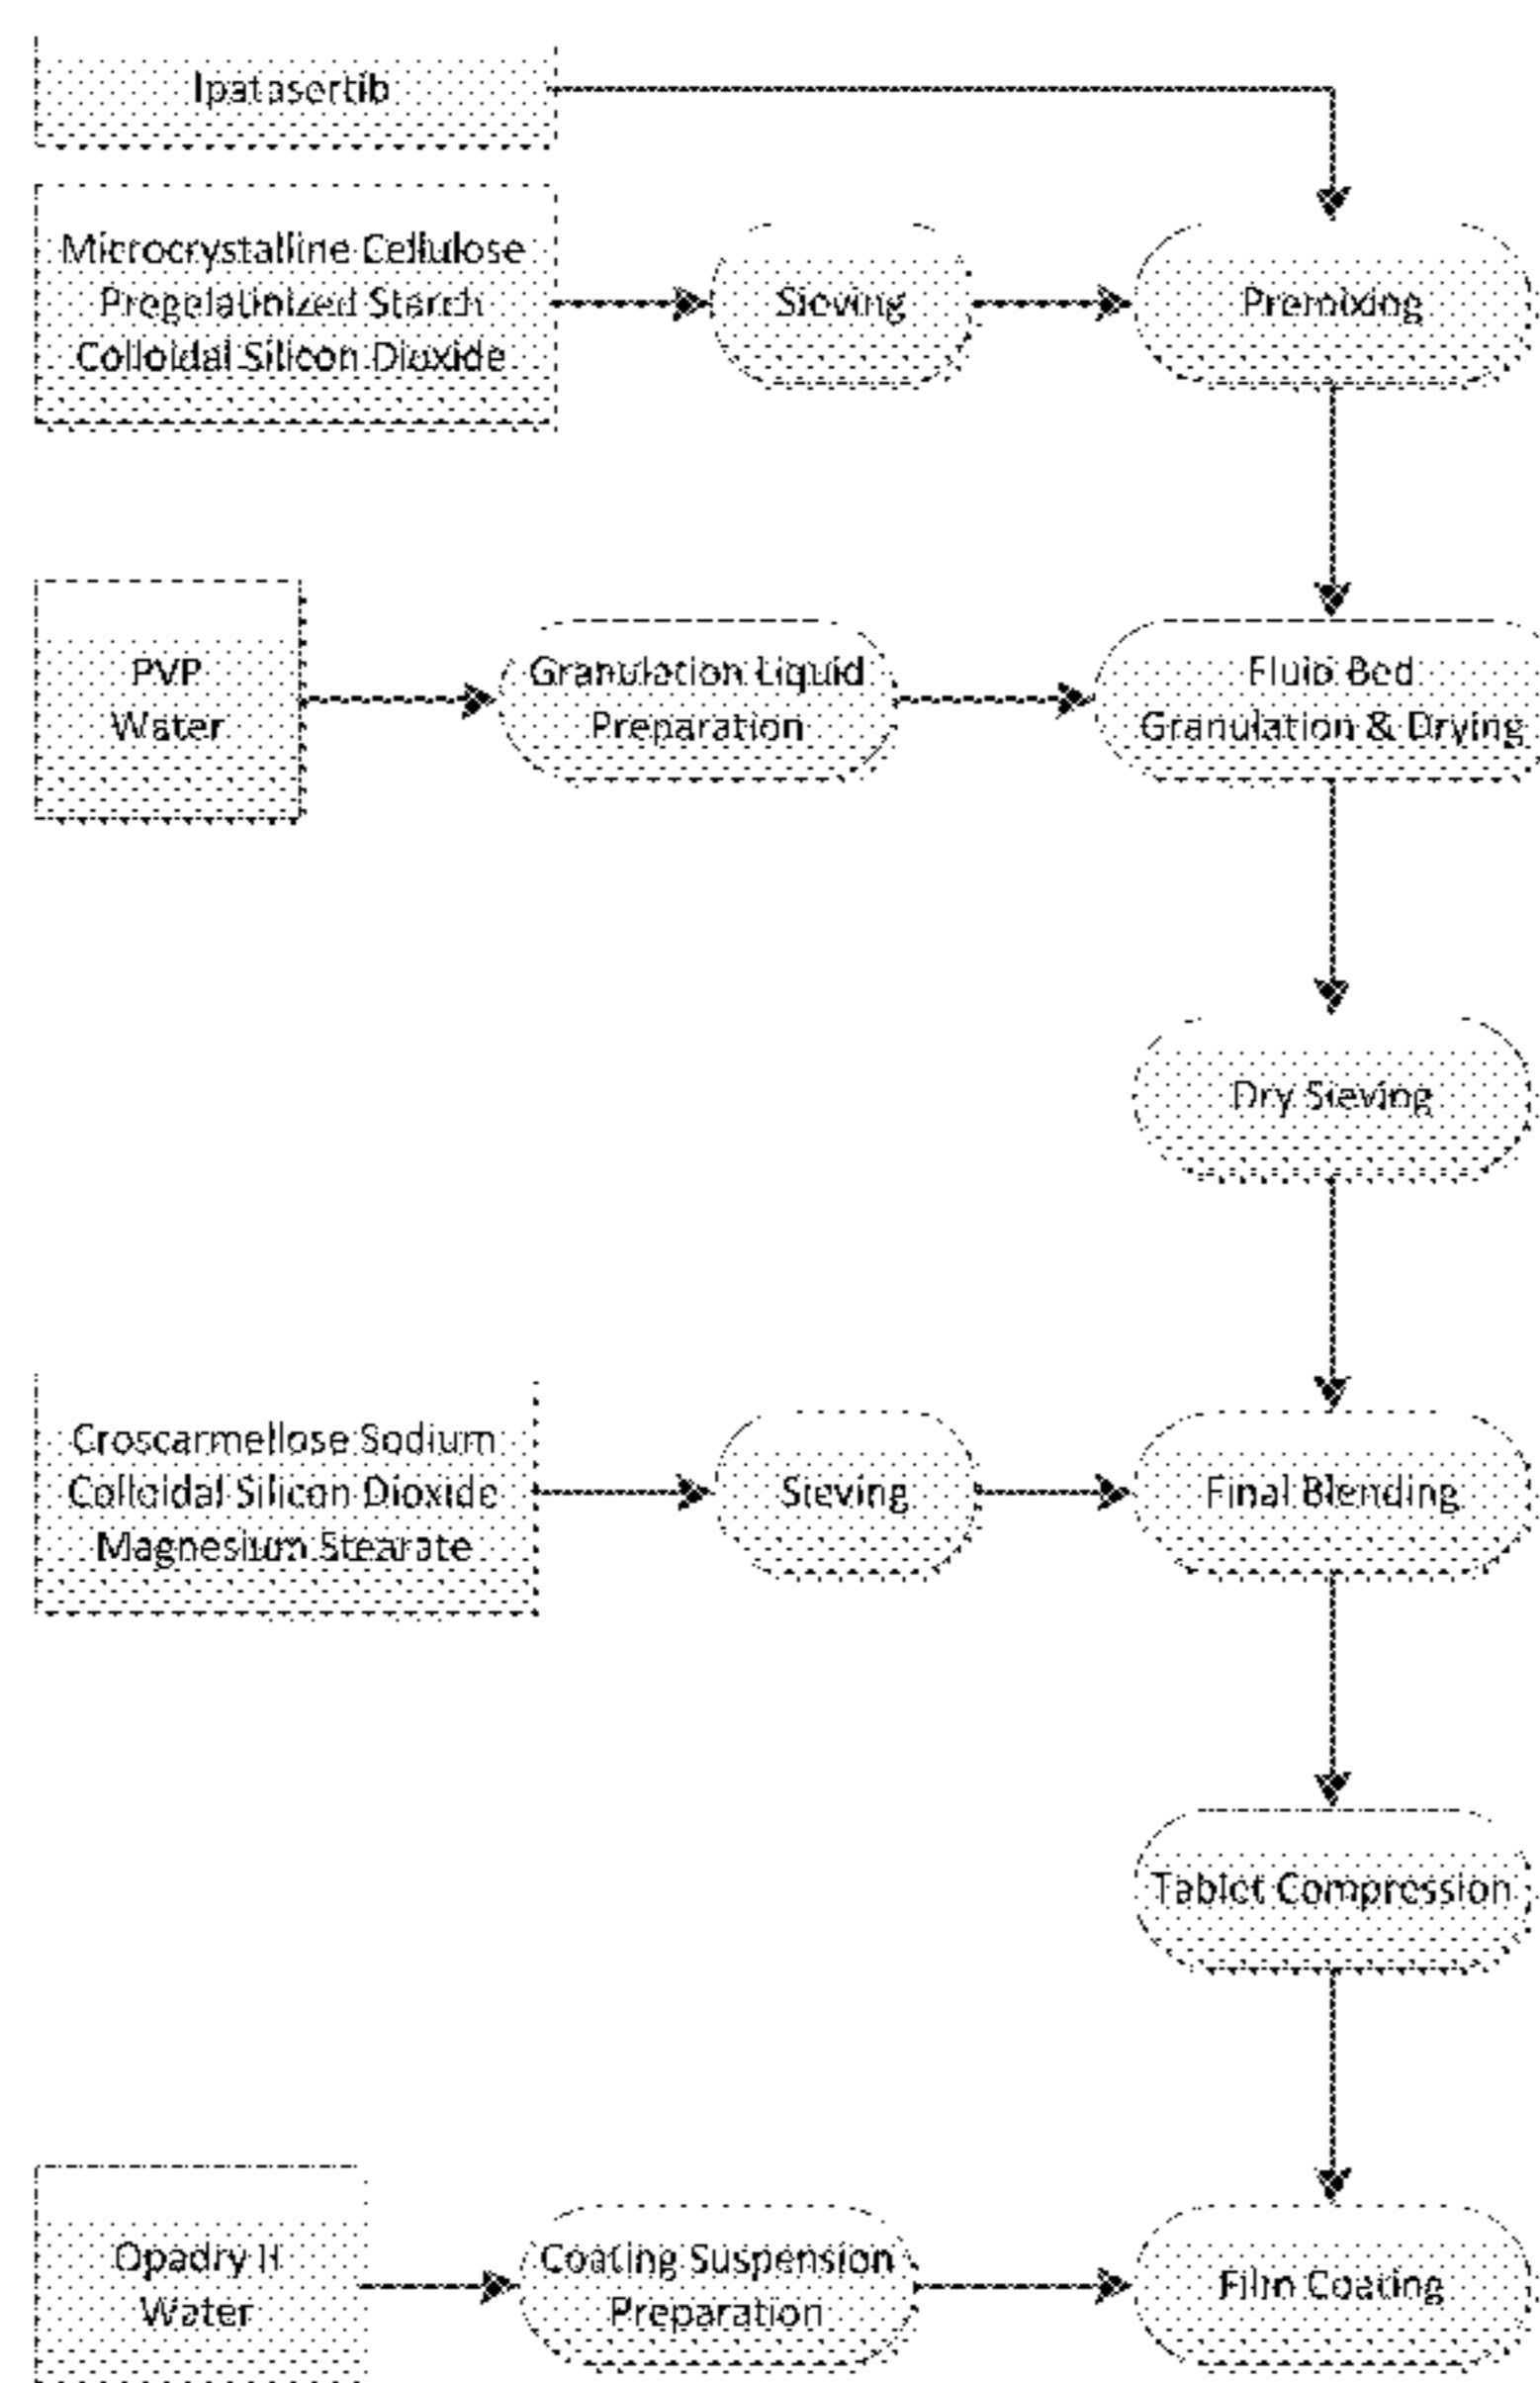 Ipatasertib
Microcrystalline Cellulose
Pregelatinized Starch
Colloidal Silicon Dioxide
Sieving
Premixing
PVP
Water
Granulation Liquid
Preparation
Fluid Bed
Granulation & Drying
Dry Sieving
Croscarmellose Sodium
Colloidal Silicon Dioxide
Magnesium Stearate
Sieving
Final Blending
Tablet Compression
Opadry II
Water
Coating Suspension
Preparation
Film Coating